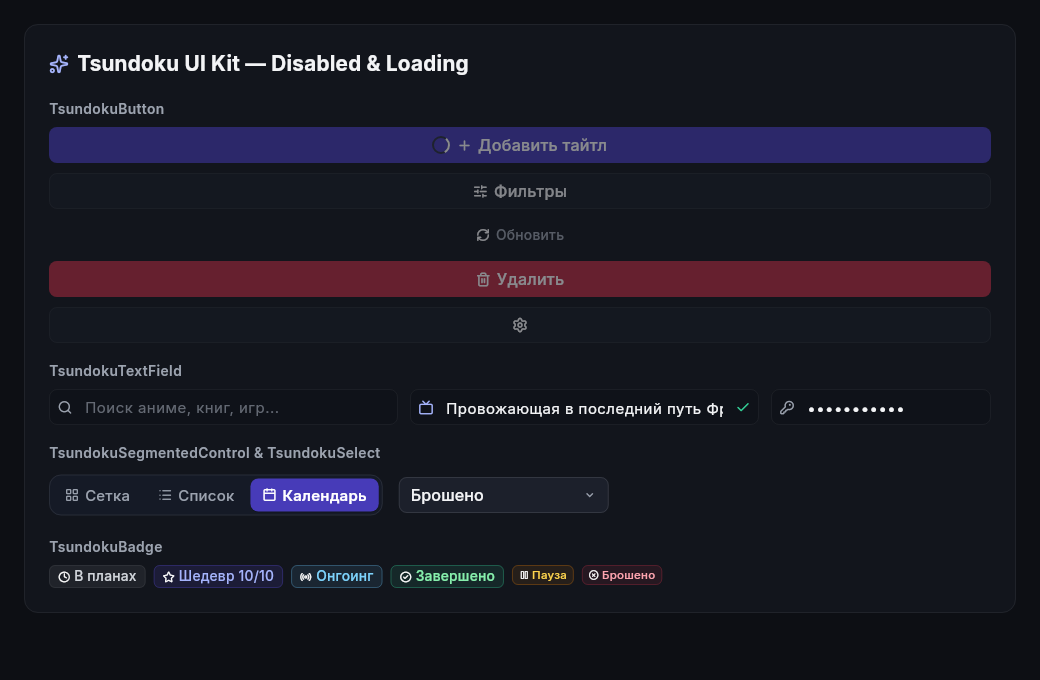 Tsundoku UI Kit — Disabled & Loading
TsundokuButton
+ Добавить тайтл
Фильтры
Обновить
Удалить
TsundokuTextField
Поиск аниме, книг, игр...
Провожающая в последний путь Фр
•••••••••••
TsundokuSegmentedControl & TsundokuSelect
Сетка Список Календарь Брошено
TsundokuBadge
В планах Шедевр 10/10 Онгоинг Завершено Пауза Брошено